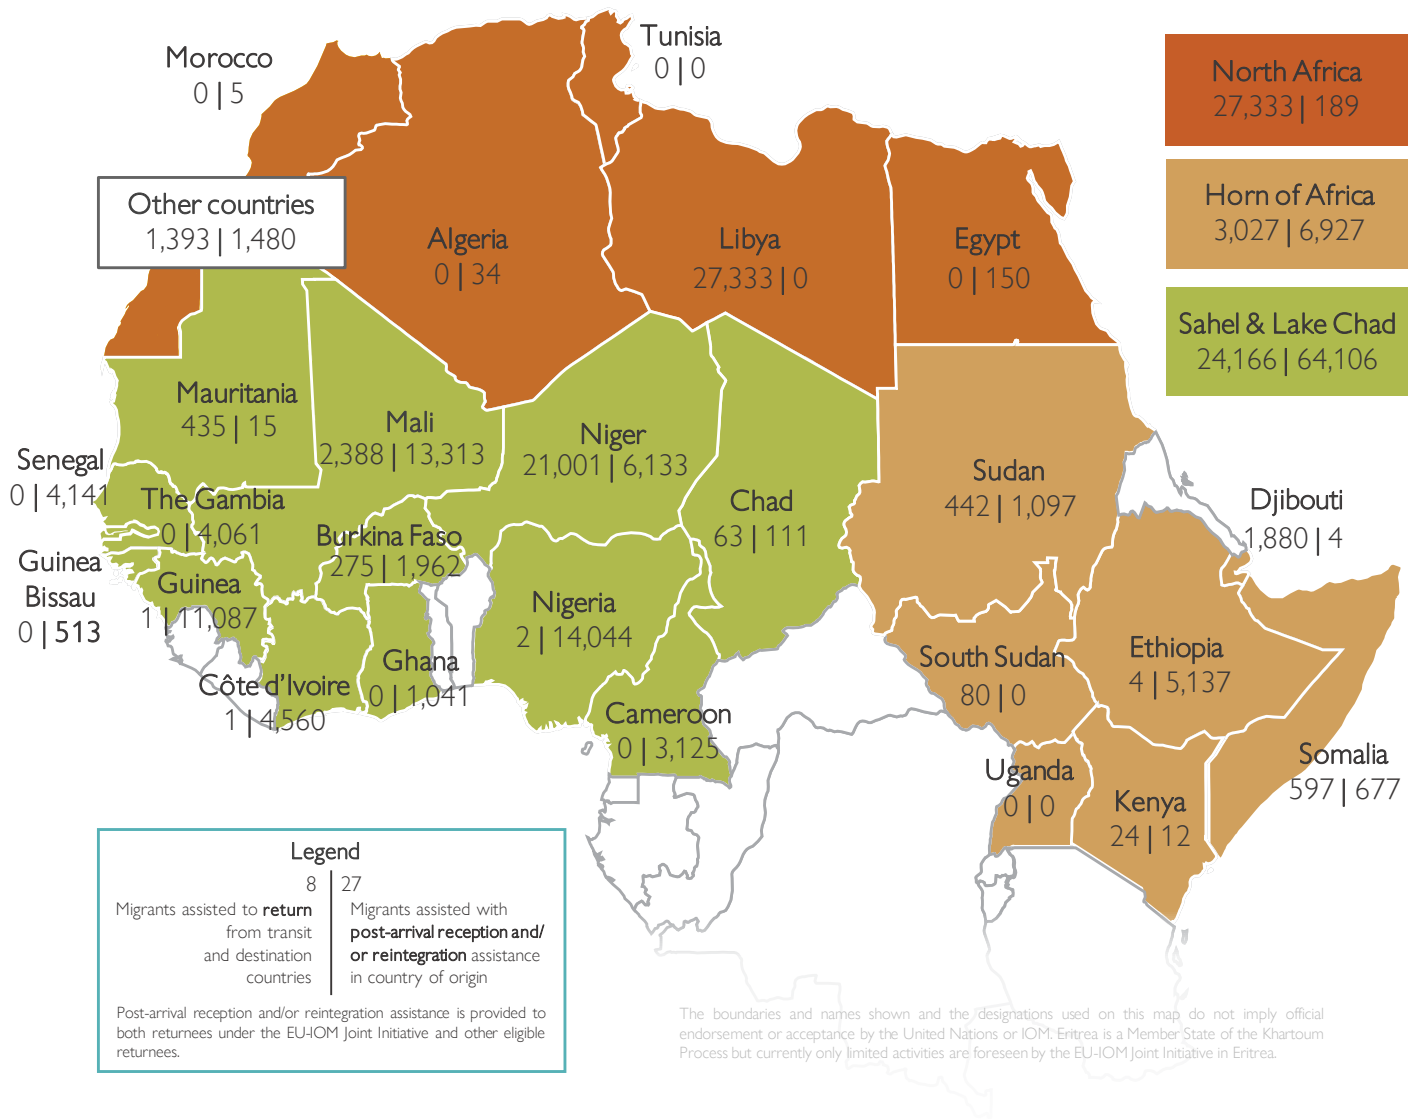 Tunisia
0 | 0
Morocco
0 | 5
North Africa
27,333 | 189
Horn of Africa
3,027 | 6,927
Sahel & Lake Chad
24,166 | 64,106
Other countries
1,393 | 1,480
Algeria
0 | 34
Libya
27,333 | 0
Egypt
0 | 150
Mauritania
435 | 15
Mali
2,388 | 13,313
Niger
21,001 | 6,133
Chad
63 | 111
Sudan
442 | 1,097
Djibouti
1,880 | 4
Senegal
0 | 4,141
The Gambia
0 | 4,061
Burkina Faso
275 | 1,962
Guinea
Bissau
0 | 513
Guinea
1 | 11,087
Nigeria
2 | 14,044
Ghana
0 | 1,041
Côte d’Ivoire
1 | 4,560
Cameroon
0 | 3,125
South Sudan
80 | 0
Ethiopia
4 | 5,137
Uganda
0 | 0
Kenya
24 | 12
Somalia
597 | 677
Legend
8 | 27
Migrants assisted to return
from transit
and destination
countries
Migrants assisted with
post-arrival reception and/
or reintegration assistance
in country of origin
Post-arrival reception and/or reintegration assistance is provided to
both returnees under the EU-IOM Joint Initiative and other eligible
returnees.
The boundaries and names shown and the designations used on this map do not imply official
endorsement or acceptance by the United Nations or IOM. Eritrea is a Member State of the Khartoum
Process but currently only limited activities are foreseen by the EU-IOM Joint Initiative in Eritrea.